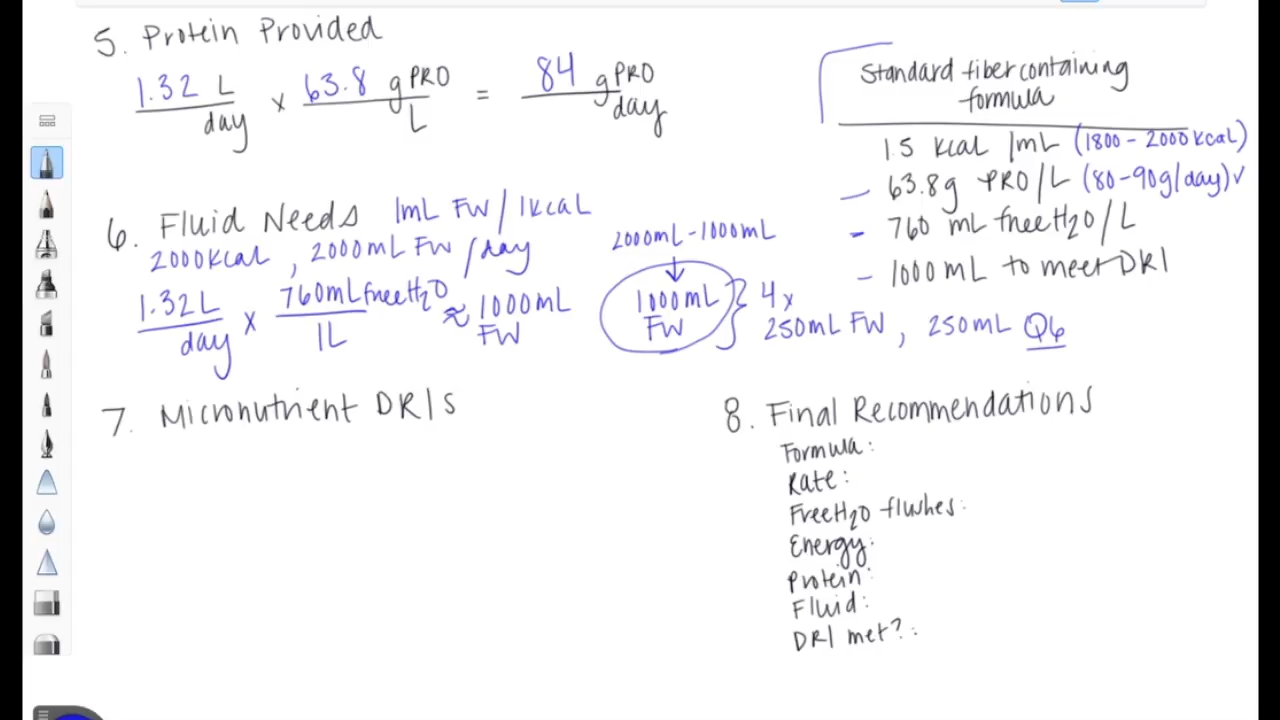 5. Protein Provided
1.32 L / day × 63.8 g PRO / L = 84 g PRO / day
Standard fiber containing
formula
1.5 kcal /mL (1800 - 2000 kcal)
- 63.8g PRO/L (80-90g/day) ✓
- 760 mL free H2O/L
- 1000 mL to meet DRI
6. Fluid Needs 1mL FW/1kcal
2000kcal, 2000mL FW/day
1.32L / day × 760mL free H2O / 1L ≈ 1000mL FW
2000mL - 1000mL
↓
1000mL
FW
} 4x
250mL FW, 250mL Q6
7. Micronutrient DRIs
8. Final Recommendations
Formula:
Rate:
Free H2O flushes:
Energy:
Protein:
Fluid:
DRI met?: